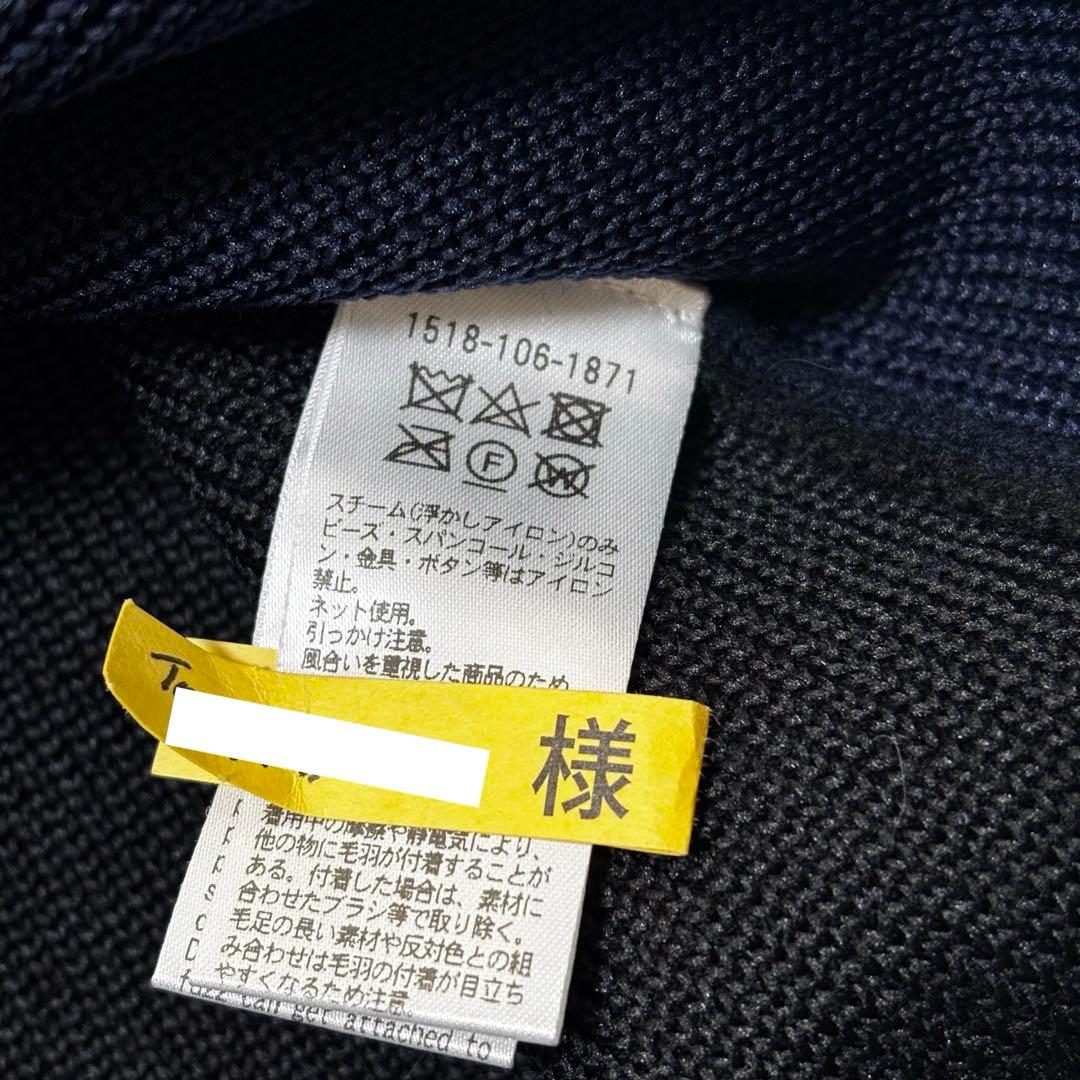 1518-106-1871
F
W
スチーム(浮かしアイロン)のみ
ビーズ・スパンコール・シルコ
ン・金具・ボタン等はアイロン
禁止。
ネット使用。
引っかけ注意。
風合いを重視した商品のため
様
着用中の摩擦や静電気により、
他の物に毛羽が付着することが
ある。付着した場合は、素材に
合わせたブラシ等で取り除く。
毛足の長い素材や反対色との組
み合わせは毛羽の付着が目立ち
やすくなるため注意。
can get attached to